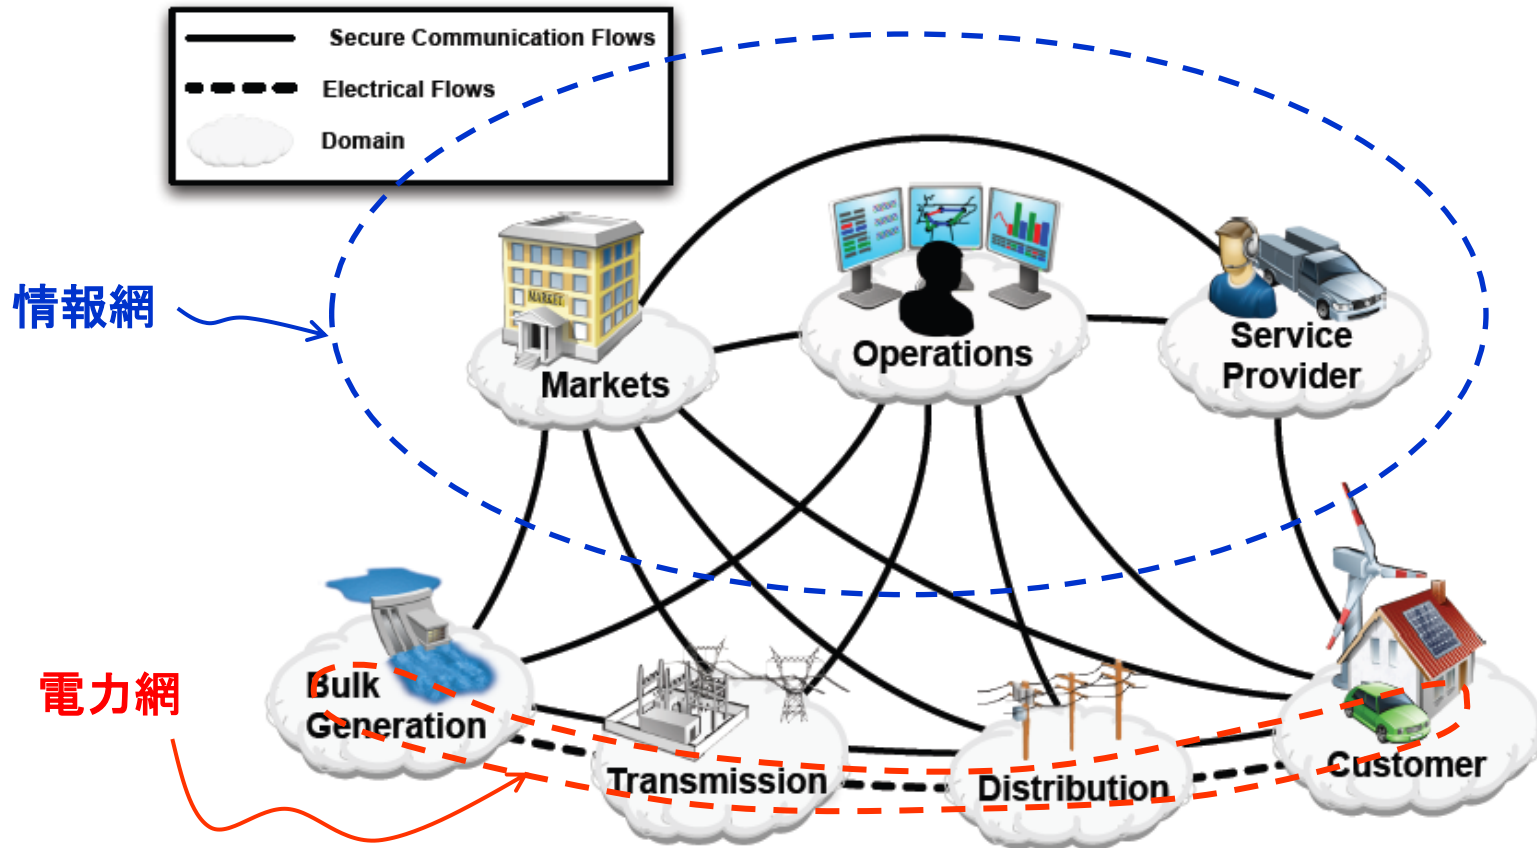 Secure Communication Flows
Electrical Flows
Domain
MARKET
情報網
Markets
Operations
Service
Provider
電力網
Bulk
Generation
Transmission
Distribution
Customer